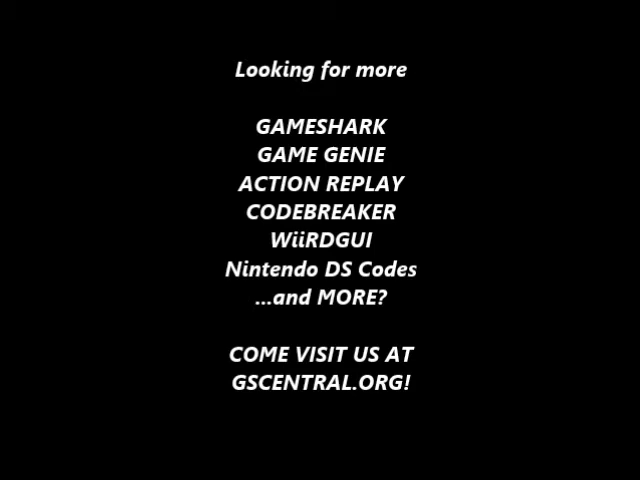 Looking for more
GAMESHARK
GAME GENIE
ACTION REPLAY
CODEBREAKER
WiiRDGUI
Nintendo DS Codes
...and MORE?
COME VISIT US AT
GSCENTRAL.ORG!